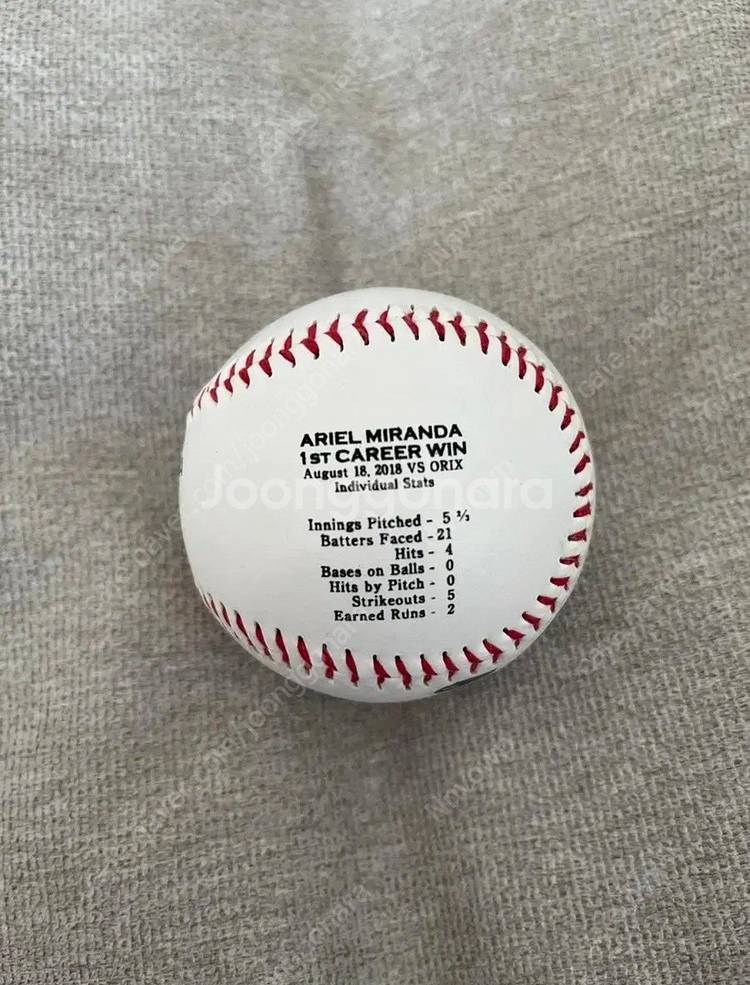 ARIEL MIRANDA
1ST CAREER WIN
August 18, 2018 VS ORIX
Individual Stats
Joonggonara
Innings Pitched - 5 ⅓
Batters Faced - 21
Hits - 4
Bases on Balls - 0
Hits by Pitch - 0
Strikeouts - 5
Earned Runs - 2